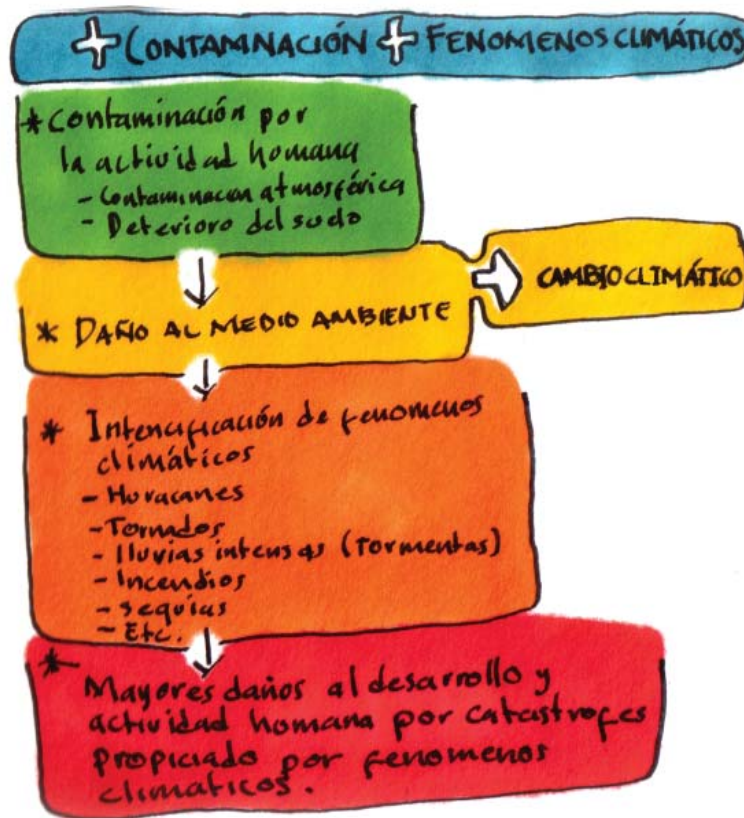 + CONTAMINACIÓN + FENOMENOS CLIMÁTICOS
* Contaminación por
la actividad homana
- Contaminacion atmosférica
- Deterioro del suelo
* DAÑO AL MEDIO AMBIENTE
CAMBIO CLIMÁTICO
* Intencificación de fenomenos
climáticos
- Huracanes
- Tornados
- lluvias intensas (Tormentas)
- Incendios
- sequias
- Etc.
* Mayores daños al desarrollo y
actividad homana por catastrofes
propiciado por fenomenos
climaticos.